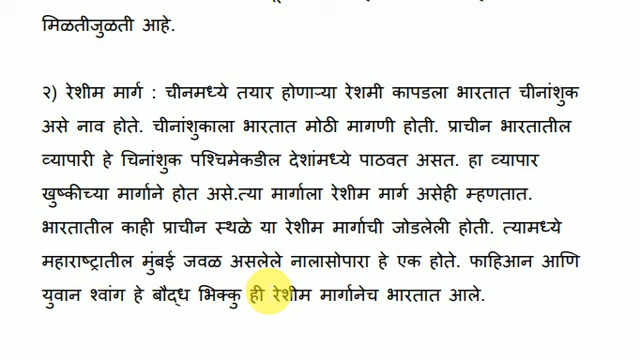 मिळतीजुळती आहे.
२) रेशीम मार्ग : चीनमध्ये तयार होणाऱ्या रेशमी कापडला भारतात चीनांशुक
असे नाव होते. चीनांशुकाला भारतात मोठी मागणी होती. प्राचीन भारतातील
व्यापारी हे चिनांशुक पश्चिमेकडील देशांमध्ये पाठवत असत. हा व्यापार
खुष्कीच्या मार्गाने होत असे.त्या मार्गाला रेशीम मार्ग असेही म्हणतात.
भारतातील काही प्राचीन स्थळे या रेशीम मार्गाची जोडलेली होती. त्यामध्ये
महाराष्ट्रातील मुंबई जवळ असलेले नालासोपारा हे एक होते. फाहिआन आणि
युवान श्वांग हे बौद्ध भिक्कु ही रेशीम मार्गानेच भारतात आले.